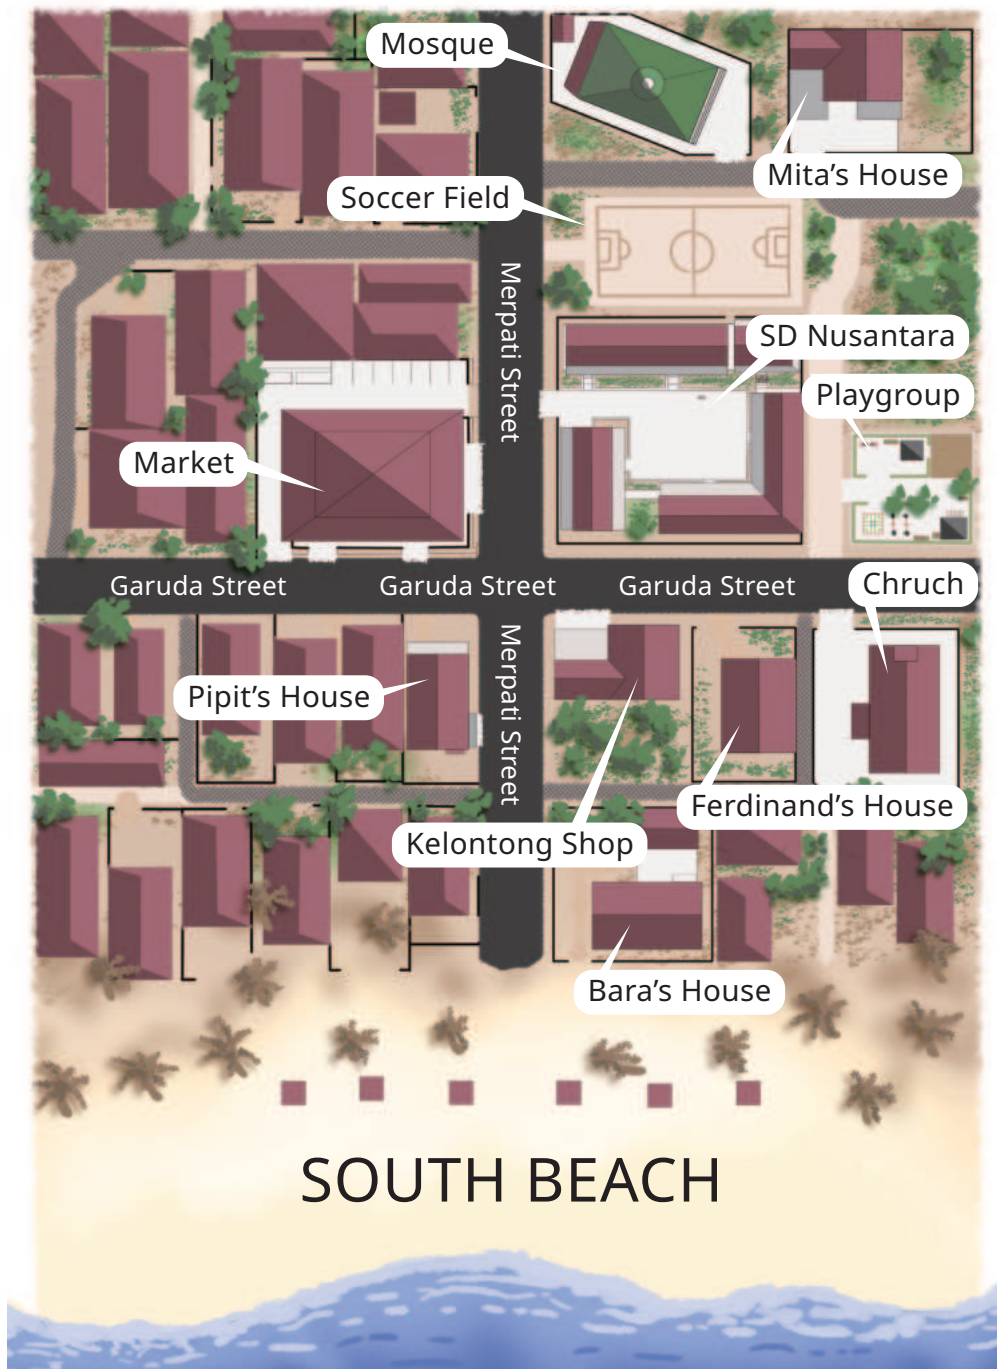 Mosque
Mita’s House
Soccer Field
Merpati Street
SD Nusantara
Playgroup
Market
Garuda Street
Garuda Street
Garuda Street
Chruch
Merpati Street
Pipit’s House
Ferdinand’s House
Kelontong Shop
Bara’s House
SOUTH BEACH